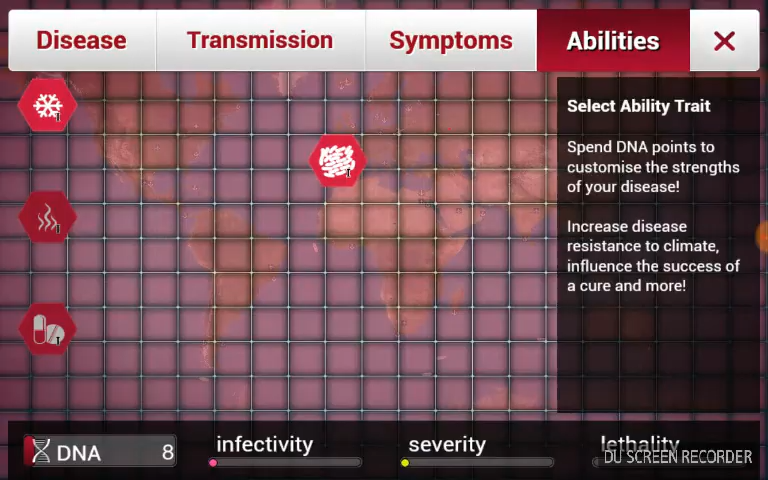 Disease
Transmission
Symptoms
Abilities
Select Ability Trait
Spend DNA points to
customise the strengths
of your disease!
Increase disease
resistance to climate,
influence the success of
a cure and more!
DNA
8
infectivity
severity
lethality
DU SCREEN RECORDER